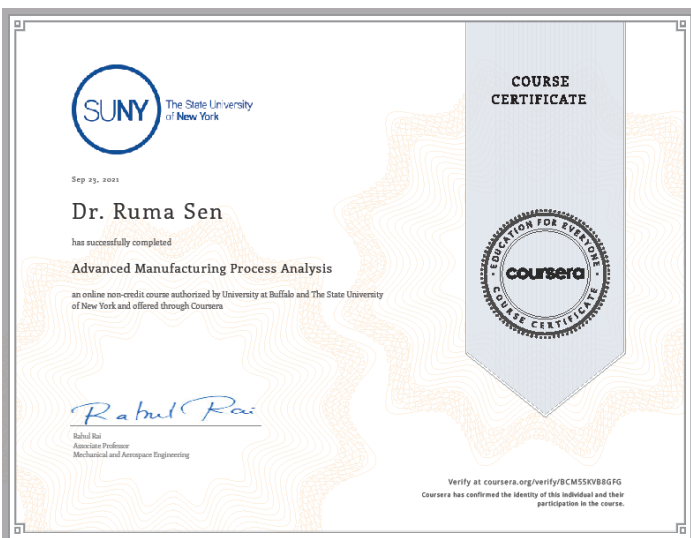 SUNY
The State University
of New York
COURSE
CERTIFICATE
Sep 23, 2021
Dr. Ruma Sen
has successfully completed
Advanced Manufacturing Process Analysis
an online non-credit course authorized by University at Buffalo and The State University
of New York and offered through Coursera
EDUCATION FOR EVERYONE
coursera
COURSE CERTIFICATE
Rahul Rai
Rahul Rai
Associate Professor
Mechanical and Aerospace Engineering
Verify at coursera.org/verify/BCM5SKVB8GFG
Coursera has confirmed the identity of this individual and their
participation in the course.